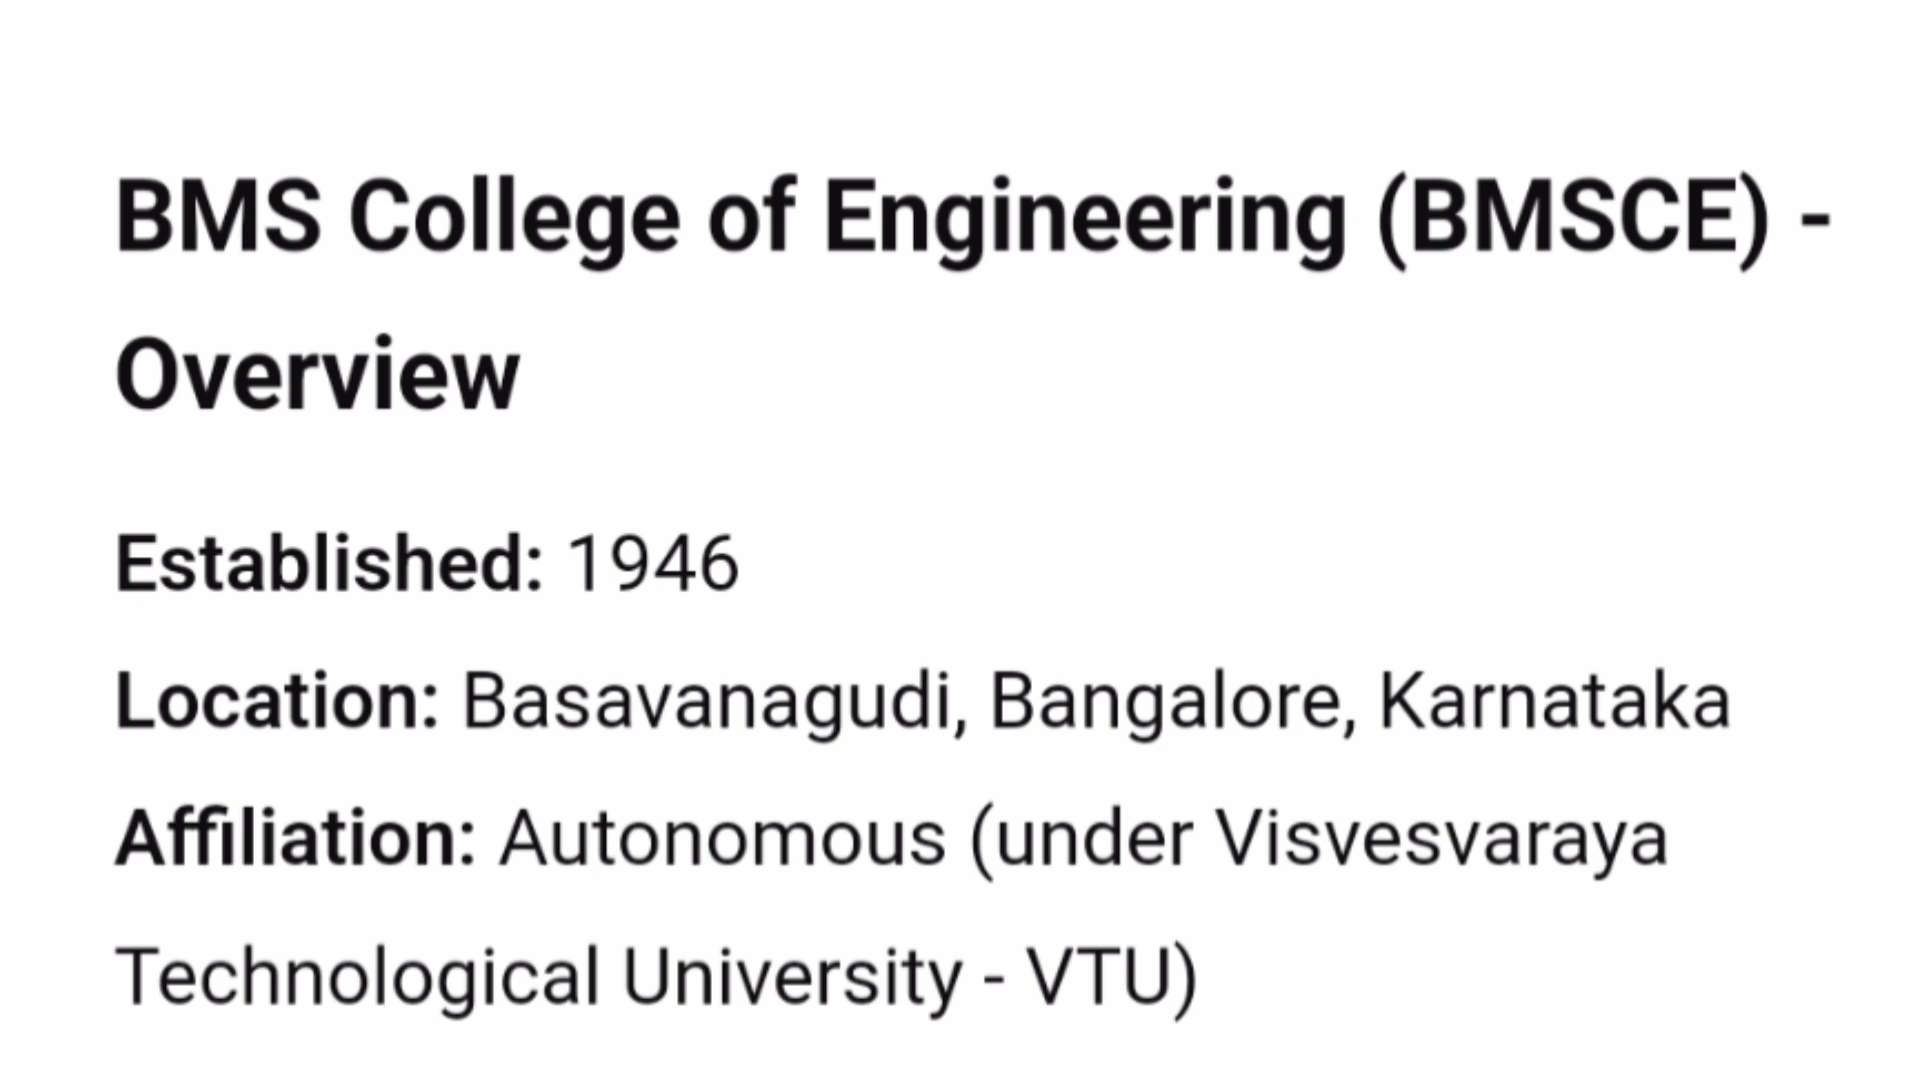 BMS College of Engineering (BMSCE) -
Overview
Established: 1946
Location: Basavanagudi, Bangalore, Karnataka
Affiliation: Autonomous (under Visvesvaraya
Technological University - VTU)